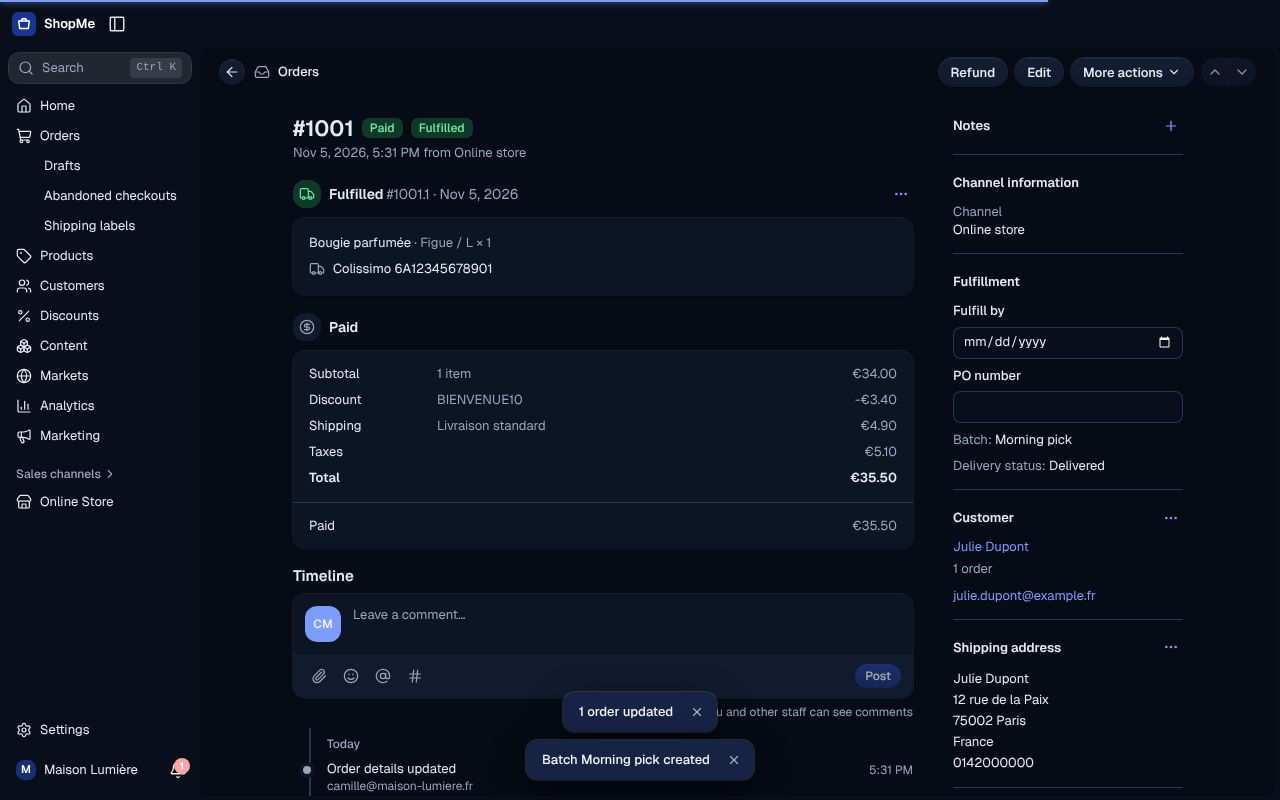 ShopMe
Search Ctrl K
Home
Orders
Drafts
Abandoned checkouts
Shipping labels
Products
Customers
Discounts
Content
Markets
Analytics
Marketing
Sales channels
Online Store
Settings
M Maison Lumière 1
Orders
Refund Edit More actions
#1001 Paid Fulfilled
Nov 5, 2026, 5:31 PM from Online store
Fulfilled #1001.1 · Nov 5, 2026
Bougie parfumée · Figue / L × 1
Colissimo 6A12345678901
Paid
Subtotal 1 item €34.00
Discount BIENVENUE10 -€3.40
Shipping Livraison standard €4.90
Taxes €5.10
Total €35.50
Paid €35.50
Timeline
CM Leave a comment…
Post
and other staff can see comments
1 order updated
Today
Order details updated 5:31 PM
camille@maison-lumiere.fr
Batch Morning pick created
Notes
Channel information
Channel
Online store
Fulfillment
Fulfill by
mm/dd/yyyy
PO number
Batch: Morning pick
Delivery status: Delivered
Customer
Julie Dupont
1 order
julie.dupont@example.fr
Shipping address
Julie Dupont
12 rue de la Paix
75002 Paris
France
0142000000